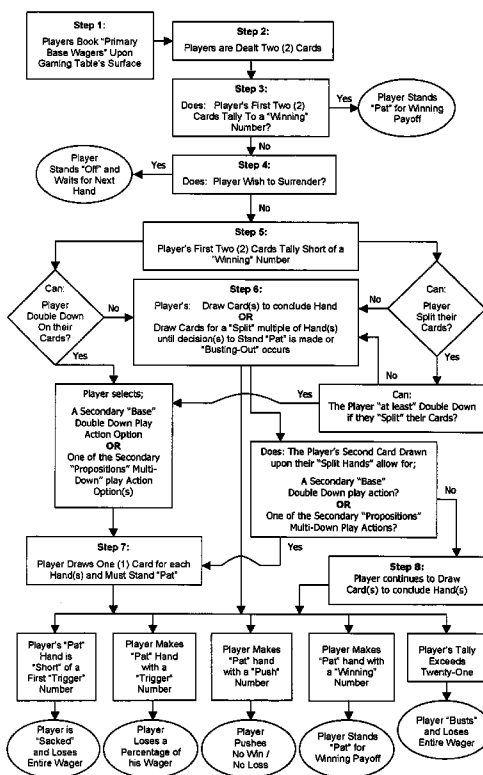 Step 1:
Players Book "Primary
Base Wagers" Upon
Gaming Table's Surface
Step 2:
Players are Dealt Two (2) Cards
Step 3:
Does: Player's First Two (2)
Cards Tally To a "Winning"
Number?
Yes
Player Stands
"Pat" for Winning
Payoff
No
Player
Stands "Off" and
Waits for Next
Hand
Yes
Step 4:
Does: Player Wish to Surrender?
No
Step 5:
Player's First Two (2) Cards Tally Short of a
"Winning" Number
Can:
Player
Double Down
On their
Cards?
No
Step 6:
Player's: Draw Card(s) to conclude Hand
OR
Draw Cards for a "Split" multiple of Hand(s)
until decision(s) to Stand "Pat" is made or
"Busting-Out" occurs
No
Can:
Player
Split their
Cards?
Yes
No
Yes
Player selects;
A Secondary "Base"
Double Down Play
Action Option
OR
One of the Secondary
"Propositions" Multi-
Down" play Action
Option(s)
Yes
Can:
The Player "at least" Double Down
if they "Split" their Cards?
Does: The Player's Second Card Drawn
upon their "Split Hands" allow for;
A Secondary "Base"
Double Down play action?
OR
One of the Secondary "Propositions"
Multi-Down Play Actions?
No
Step 7:
Player Draws One (1) Card for each
Hand(s) and Must Stand "Pat"
Yes
Step 8:
Player continues to Draw
Card(s) to conclude Hand(s)
Player's "Pat"
Hand is
"Short" of a
First "Trigger"
Number
Player Makes
"Pat" Hand
with a
"Trigger"
Number
Player Makes
"Pat" hand
with a "Push"
Number
Player Makes
"Pat" hand with
a "Winning"
Number
Player's Tally
Exceeds
Twenty-One
Player is
"Sacked"
and Loses
Entire Wager
Player
Loses a
Percentage of
his Wager
Player
Pushes
No Win /
No Loss
Player Stands
"Pat" for
Winning Payoff
Player "Busts"
and Loses
Entire Wager